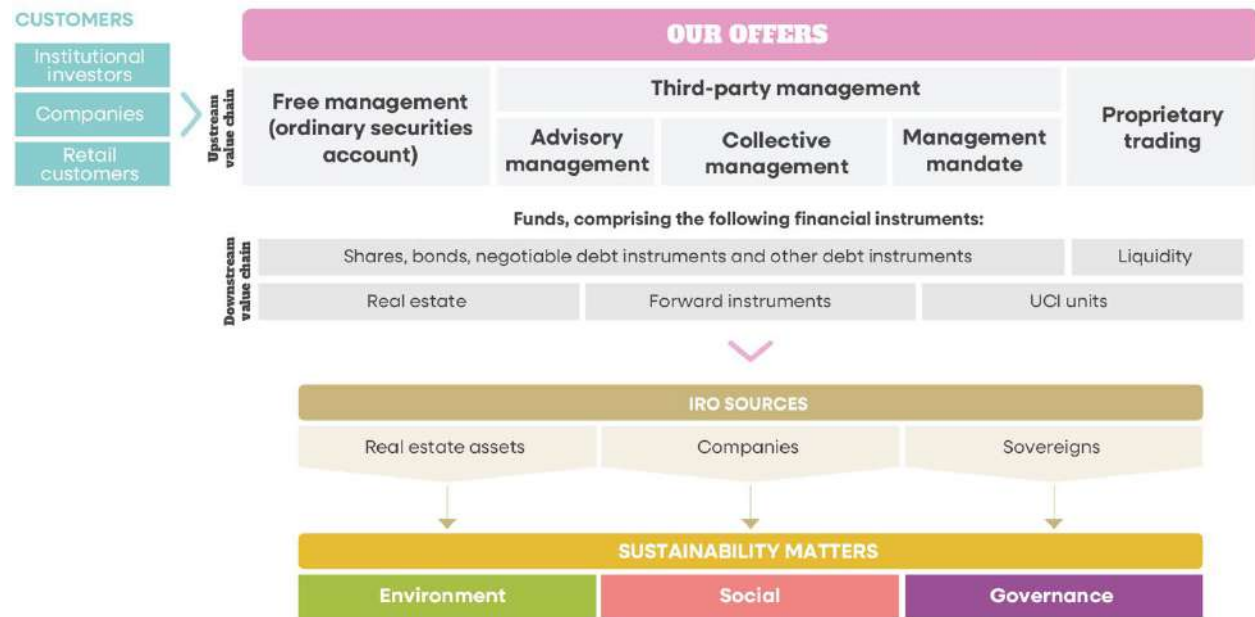 CUSTOMERS
Institutional
investors
Companies
Retail
customers
OUR OFFERS
Upstream
value chain
Free management
(ordinary securities
account)
Third-party management
Advisory
management
Collective
management
Management
mandate
Proprietary
trading
Funds, comprising the following financial instruments:
Downstream
value chain
Shares, bonds, negotiable debt instruments and other debt instruments
Liquidity
Real estate
Forward instruments
UCI units
IRO SOURCES
Real estate assets
Companies
Sovereigns
SUSTAINABILITY MATTERS
Environment
Social
Governance